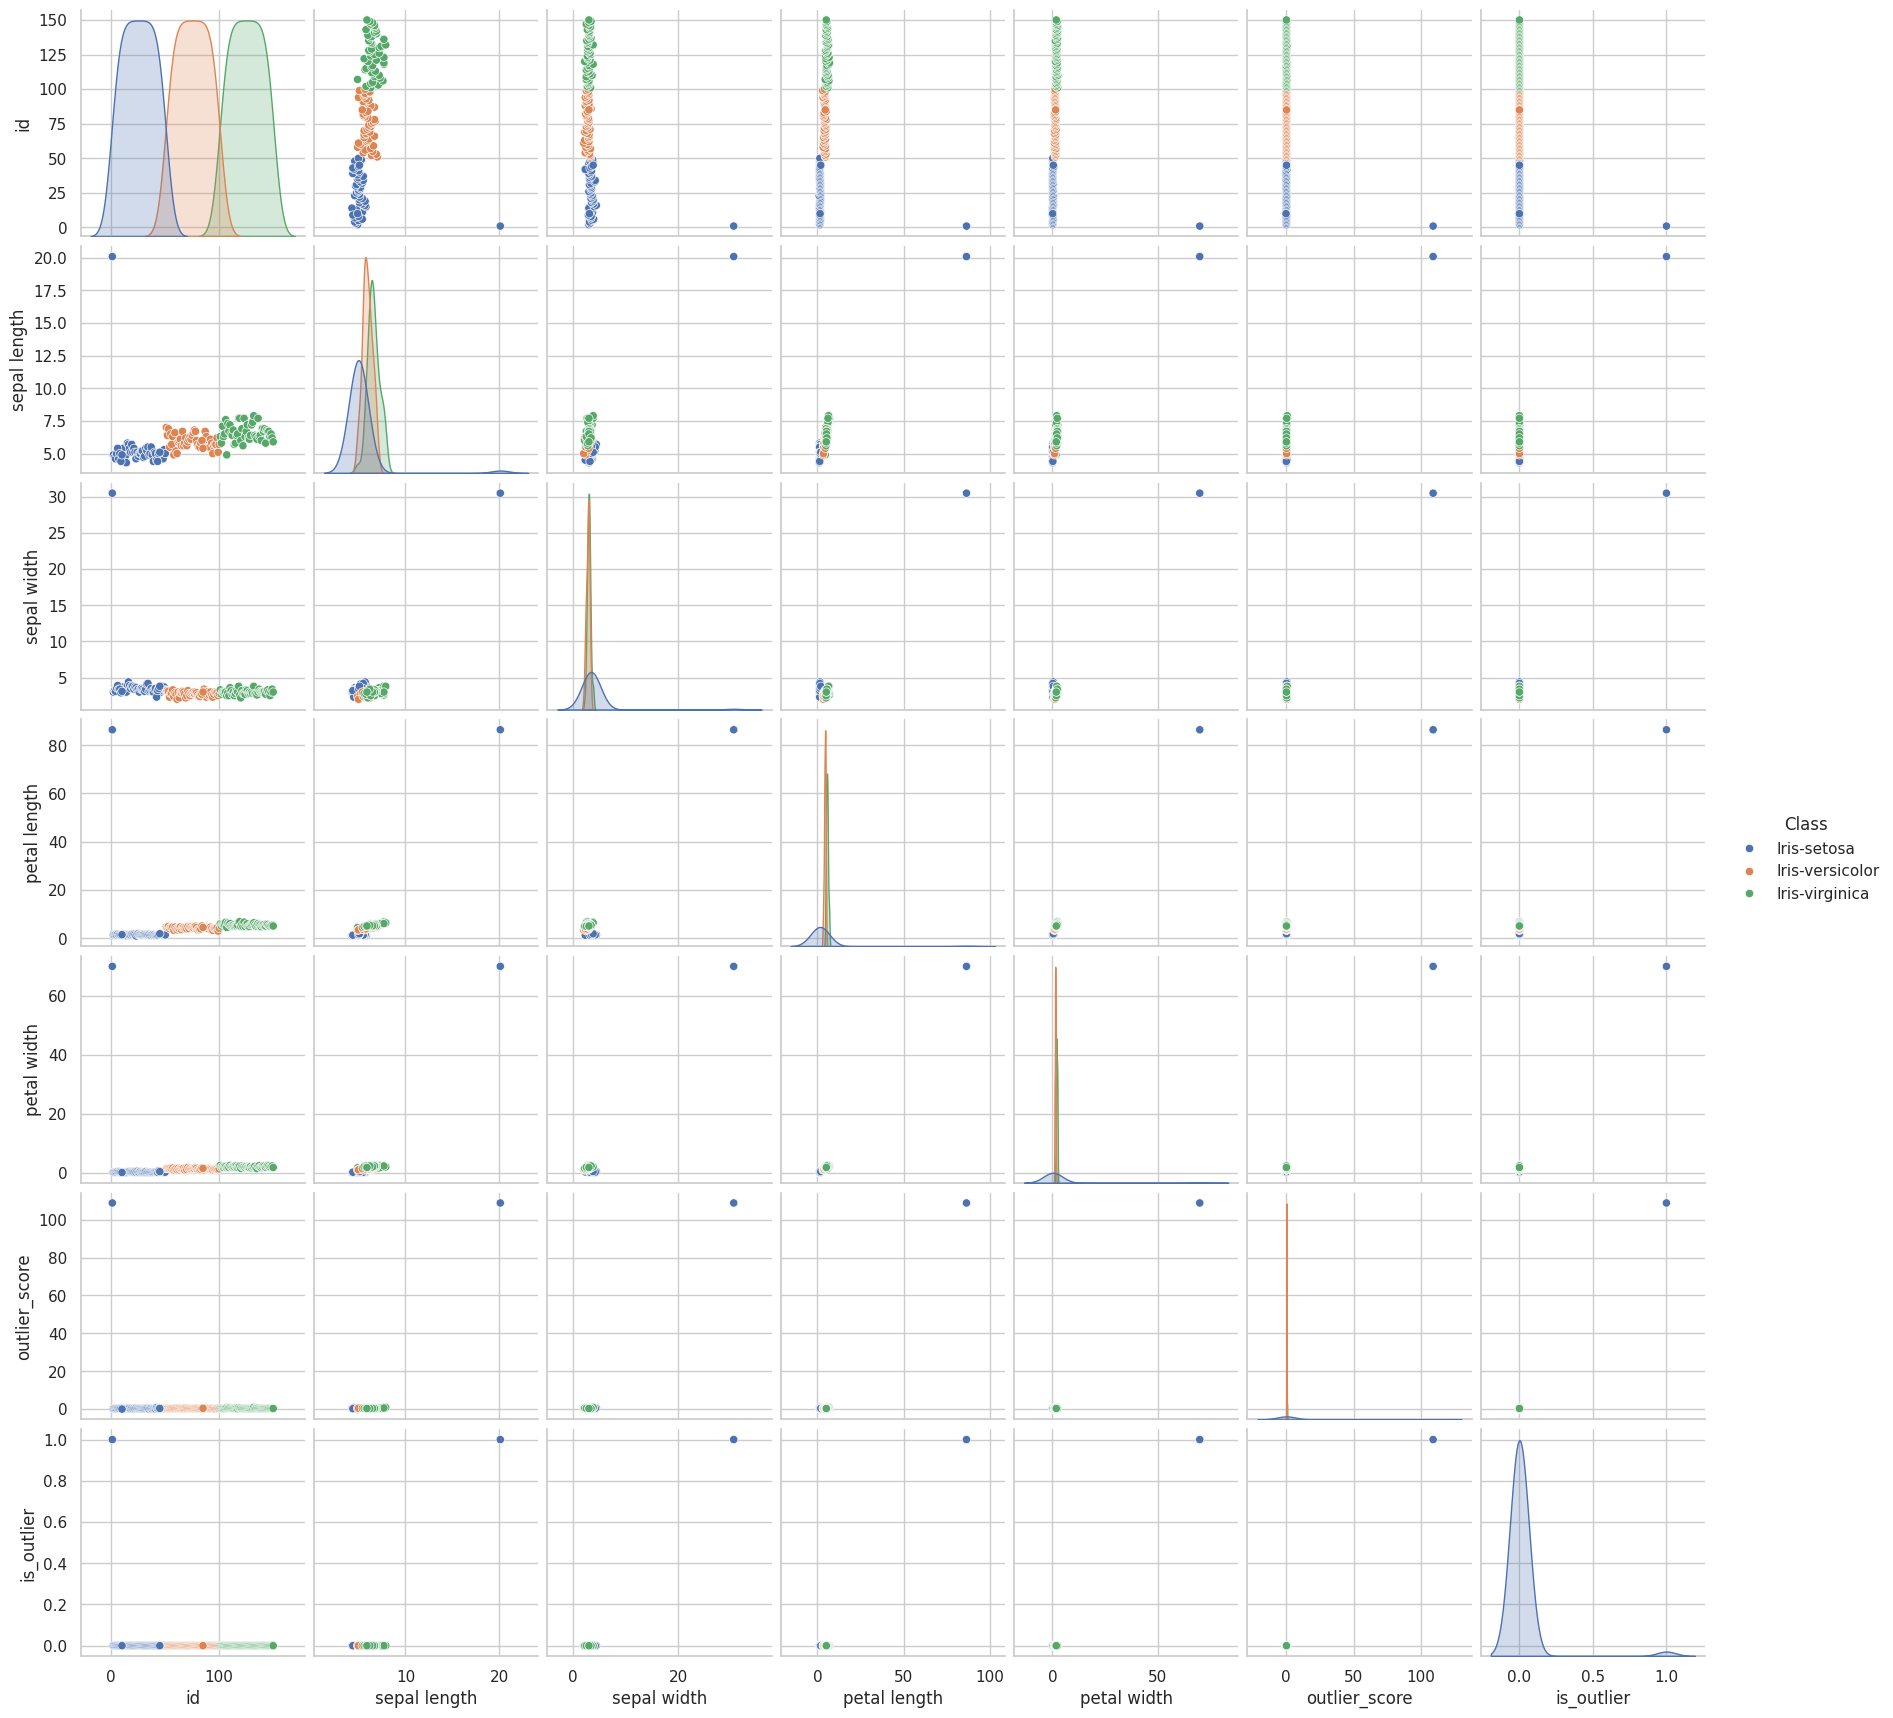 150
125
100
75
50
25
0
id
20.0
17.5
15.0
12.5
10.0
7.5
5.0
sepal length
30
25
20
15
10
5
sepal width
80
60
40
20
0
petal length
60
40
20
0
petal width
100
80
60
40
20
0
outlier_score
1.0
0.8
0.6
0.4
0.2
0.0
is_outlier
0 100
id
10 20
sepal length
0 20
sepal width
0 50 100
petal length
0 50
petal width
0 50 100
outlier_score
0.0 0.5 1.0
is_outlier
Class
Iris-setosa
Iris-versicolor
Iris-virginica